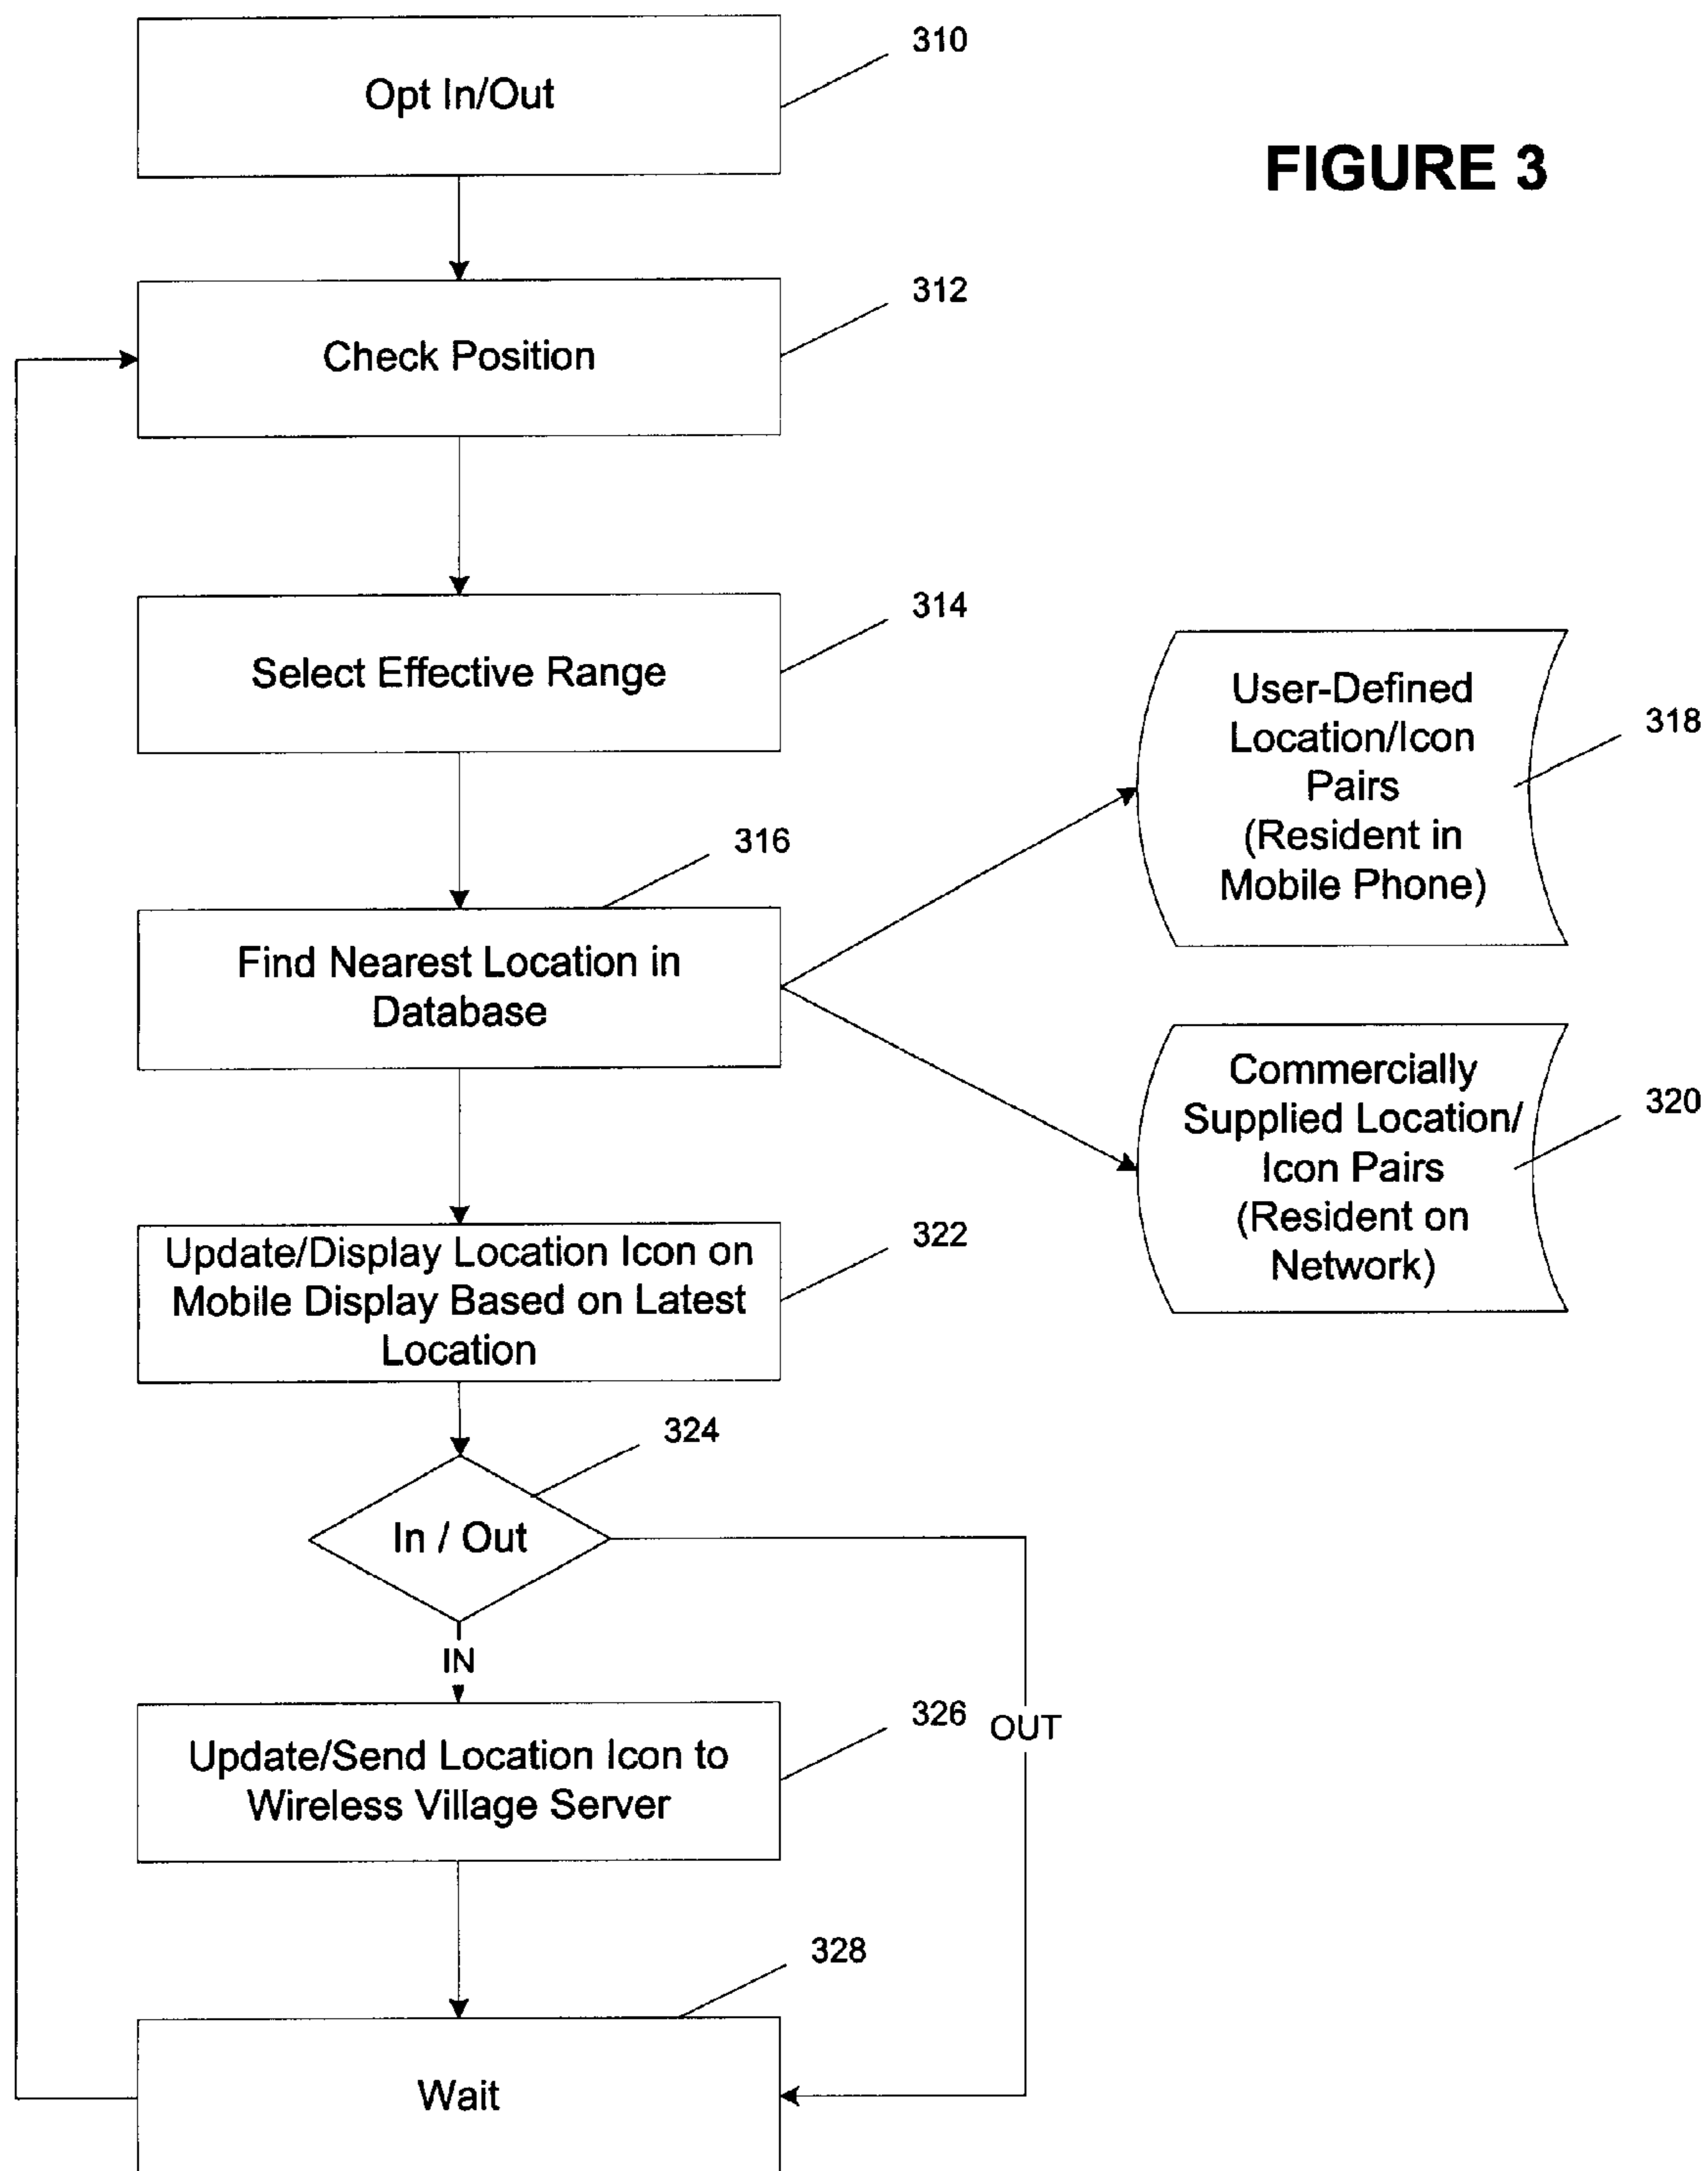 310
Opt In/Out
FIGURE 3
312
Check Position
314
Select Effective Range
User-Defined
Location/Icon
Pairs
(Resident in
Mobile Phone)
318
316
Find Nearest Location in
Database
Commercially
Supplied Location/
Icon Pairs
(Resident on
Network)
320
322
Update/Display Location Icon on
Mobile Display Based on Latest
Location
324
In / Out
IN
326
OUT
Update/Send Location Icon to
Wireless Village Server
328
Wait